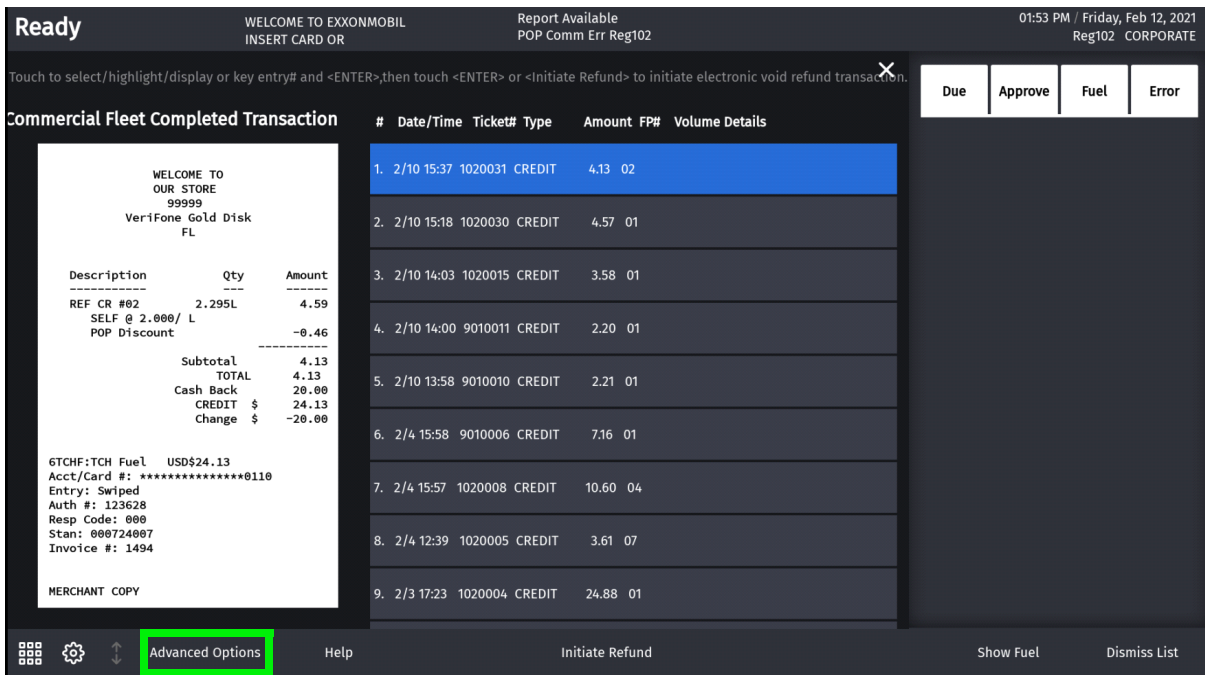 Ready
WELCOME TO EXXONMOBIL
INSERT CARD OR
Report Available
POP Comm Err Reg102
01:53 PM / Friday, Feb 12, 2021
Reg102 CORPORATE
Touch to select/highlight/display or key entry# and <ENTER>,then touch <ENTER> or <Initiate Refund> to initiate electronic void refund transaction.
Due Approve Fuel Error
Commercial Fleet Completed Transaction
WELCOME TO
OUR STORE
99999
VeriFone Gold Disk
FL
Description Qty Amount
----------- --- ------
REF CR #02 2.295L 4.59
SELF @ 2.000/ L
POP Discount -0.46
----------
Subtotal 4.13
TOTAL 4.13
Cash Back 20.00
CREDIT $ 24.13
Change $ -20.00
6TCHF:TCH Fuel USD$24.13
Acct/Card #: ***************0110
Entry: Swiped
Auth #: 123628
Resp Code: 000
Stan: 000724007
Invoice #: 1494
MERCHANT COPY
# Date/Time Ticket# Type Amount FP# Volume Details
1. 2/10 15:37 1020031 CREDIT 4.13 02
2. 2/10 15:18 1020030 CREDIT 4.57 01
3. 2/10 14:03 1020015 CREDIT 3.58 01
4. 2/10 14:00 9010011 CREDIT 2.20 01
5. 2/10 13:58 9010010 CREDIT 2.21 01
6. 2/4 15:58 9010006 CREDIT 7.16 01
7. 2/4 15:57 1020008 CREDIT 10.60 04
8. 2/4 12:39 1020005 CREDIT 3.61 07
9. 2/3 17:23 1020004 CREDIT 24.88 01
Advanced Options Help Initiate Refund Show Fuel Dismiss List